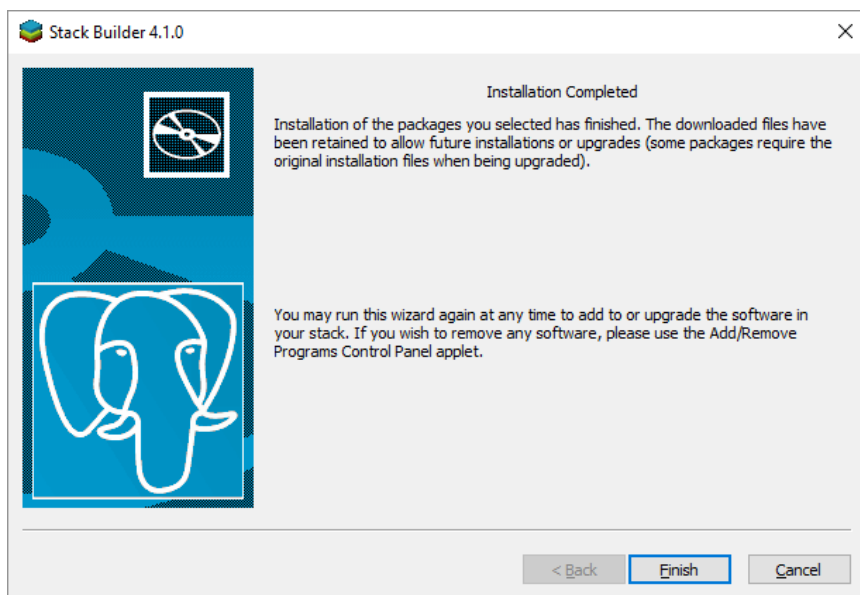 Stack Builder 4.1.0
Installation Completed
Installation of the packages you selected has finished. The downloaded files have
been retained to allow future installations or upgrades (some packages require the
original installation files when being upgraded).
You may run this wizard again at any time to add to or upgrade the software in
your stack. If you wish to remove any software, please use the Add/Remove
Programs Control Panel applet.
< Back
Finish
Cancel